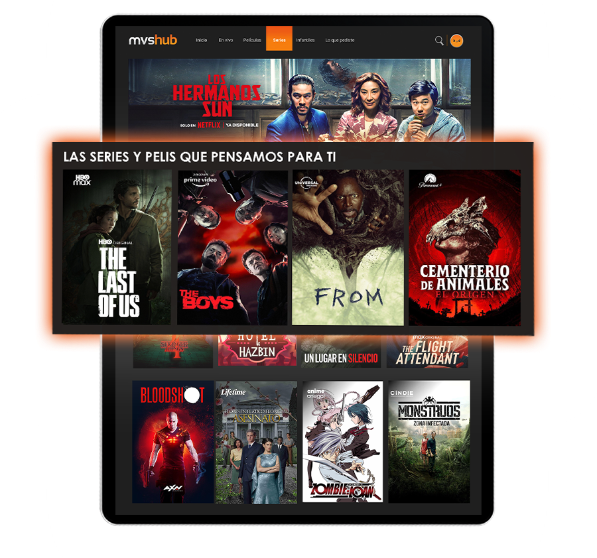 mvshub
Inicio
En vivo
Películas
Series
Infantiles
Lo que pediste
LOS
HERMANOS
SUN
SOLO EN NETFLIX | YA DISPONIBLE
LAS SERIES Y PELIS QUE PENSAMOS PARA TI
HBO
max
HBO ORIGINAL
THE
LAST
OF US
prime video
THE
BOYS
UNIVERSAL
FROM
Paramount+
CEMENTERIO
DE ANIMALES
EL ORIGEN
HOTEL
HAZBIN
UN LUGAR EN SILENCIO
THE FLIGHT
ATTENDANT
BLOODSHOT
AXN
Lifetime
anime
onegai
ZOMBIE-LOAN
CINDIE
MONSTRUOS
ZONA INFECTADA